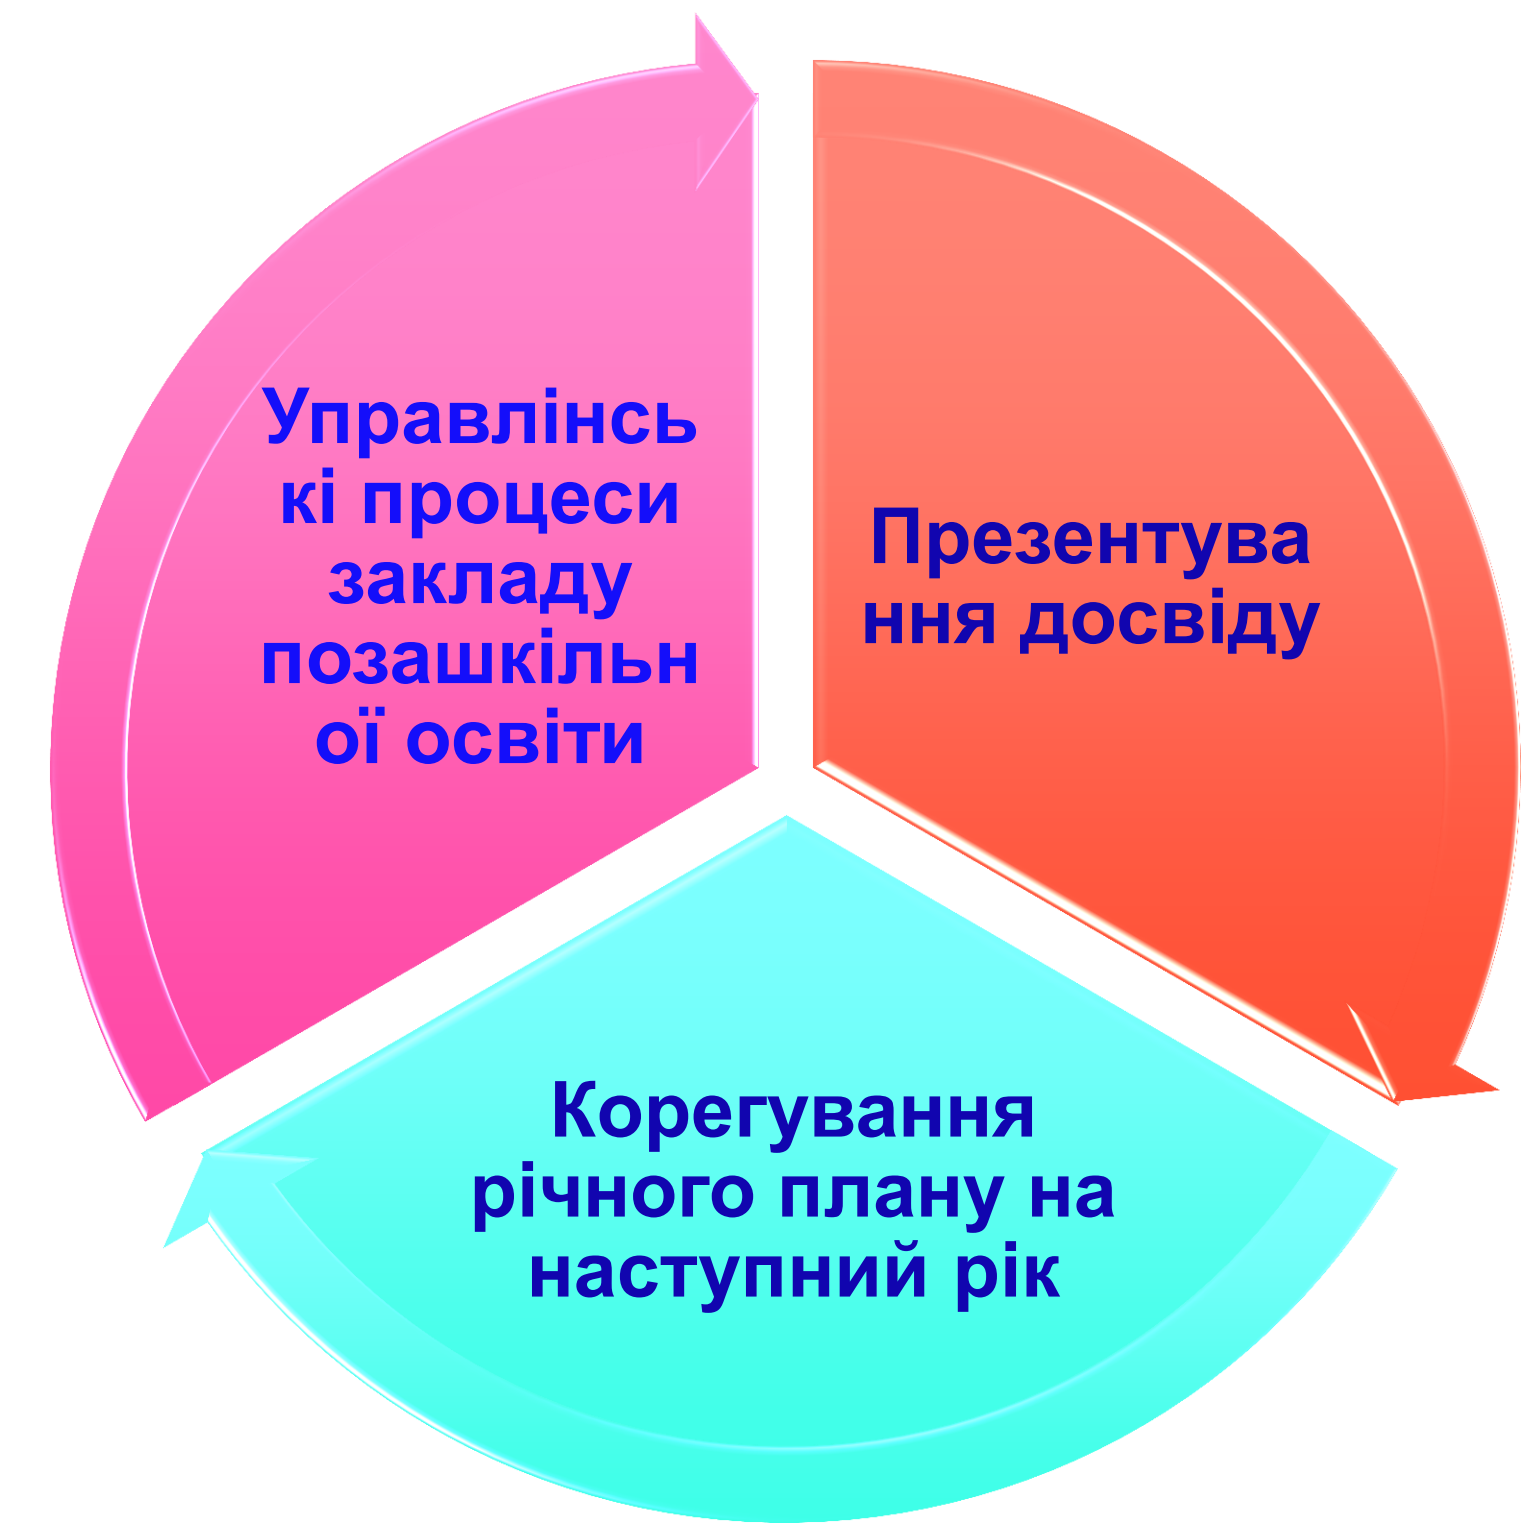 Управлінсь
кі процеси
закладу
позашкільн
ої освіти
Презентува
ння досвіду
Корегування
річного плану на
наступний рік